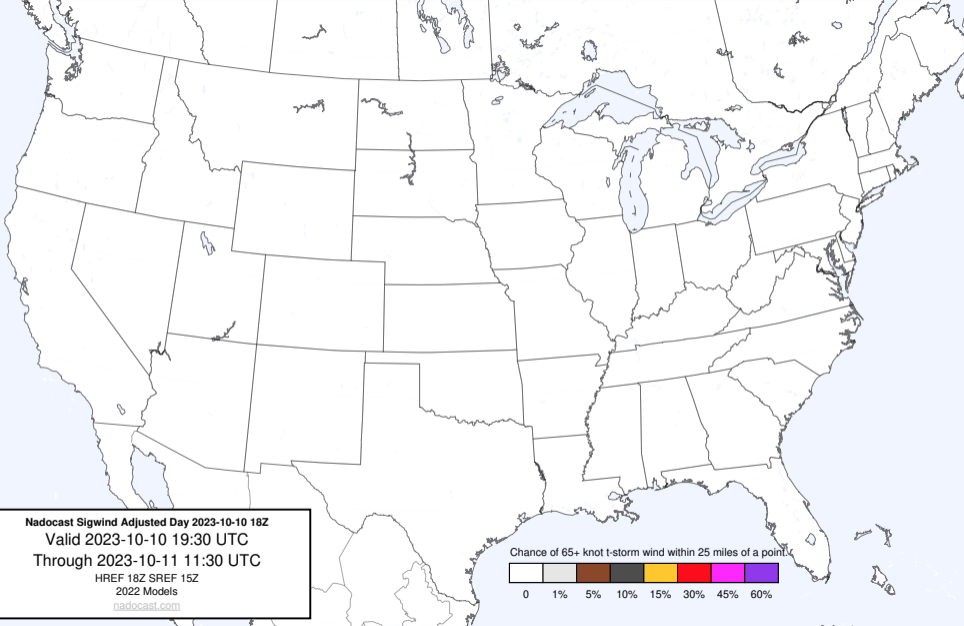 Nadocast Sigwind Adjusted Day 2023-10-10 18Z
Valid 2023-10-10 19:30 UTC
Through 2023-10-11 11:30 UTC
HREF 18Z SREF 15Z
2022 Models
nadocast.com
Chance of 65+ knot t-storm wind within 25 miles of a point.
0 1% 5% 10% 15% 30% 45% 60%